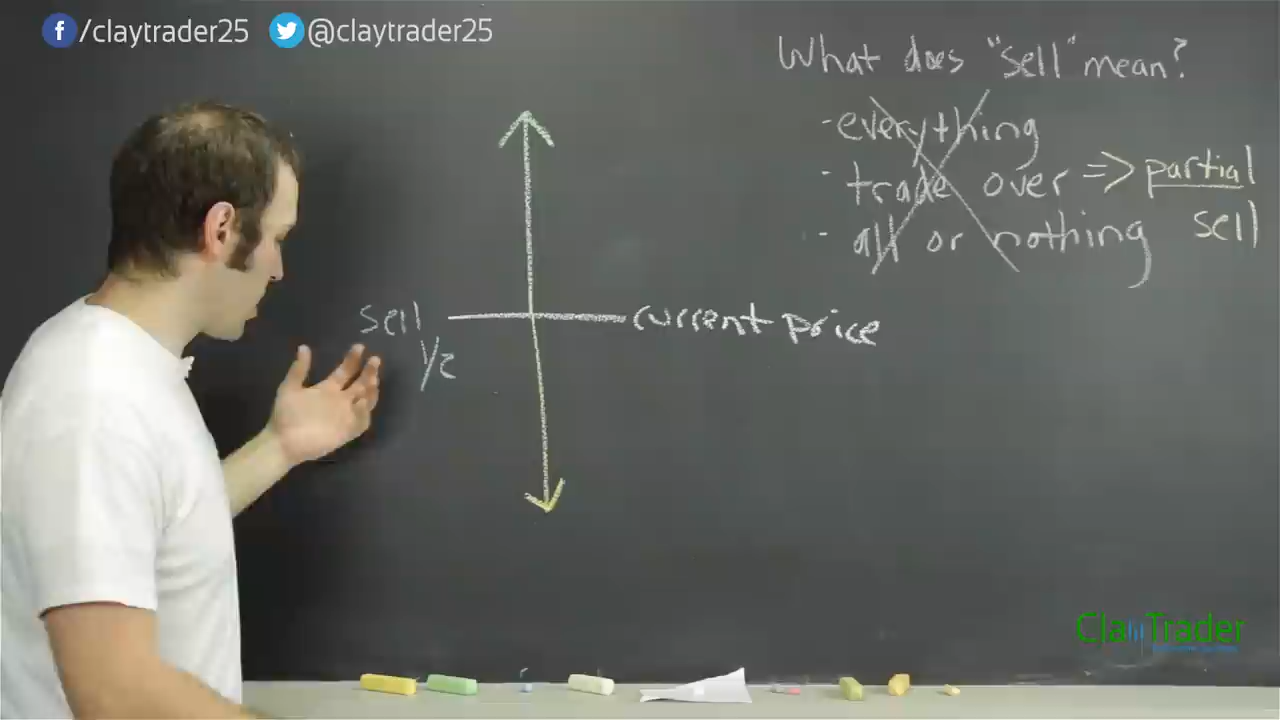 /claytrader25 @claytrader25
What does "sell" mean?
- everything
- trade over => partial
- all or nothing sell
sell current price
1/2
ClayTrader